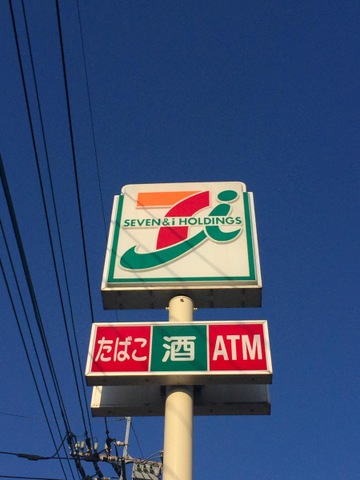 SEVEN & i HOLDINGS
たばこ 酒 ATM